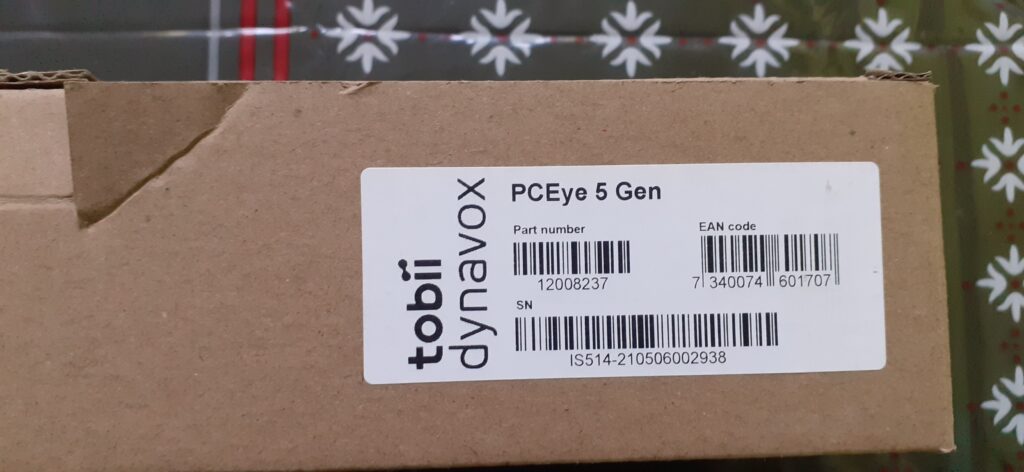 tobii
dynavox
PCEye 5 Gen
Part number
12008237
EAN code
7 340074 601707
SN
IS514-210506002938